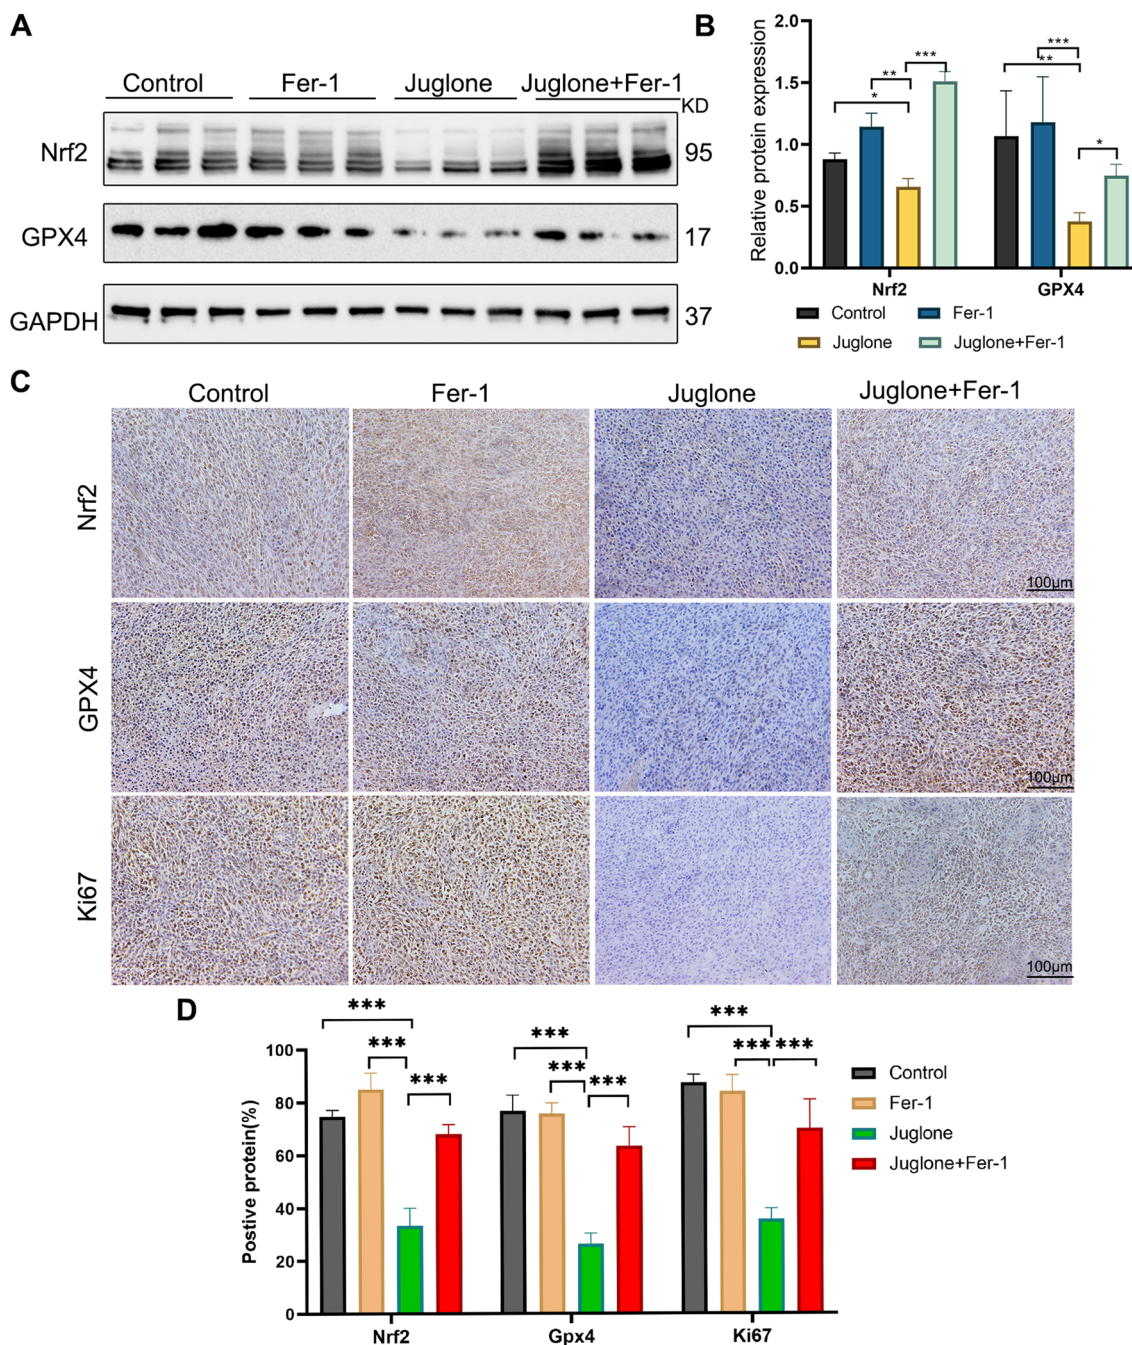 A
Control Fer-1 Juglone Juglone+Fer-1
KD
Nrf2 95
GPX4 17
GAPDH 37
B
Relative protein expression
2.0
1.5
1.0
0.5
0.0
*** ***
** **
* *
Nrf2 GPX4
Control Fer-1
Juglone Juglone+Fer-1
C
Control Fer-1 Juglone Juglone+Fer-1
Nrf2
100μm
GPX4
100μm
Ki67
100μm
D
Postive protein(%)
100
80
60
40
20
0
*** *** ***
*** *** *** ***
*** ***
Nrf2 Gpx4 Ki67
Control
Fer-1
Juglone
Juglone+Fer-1